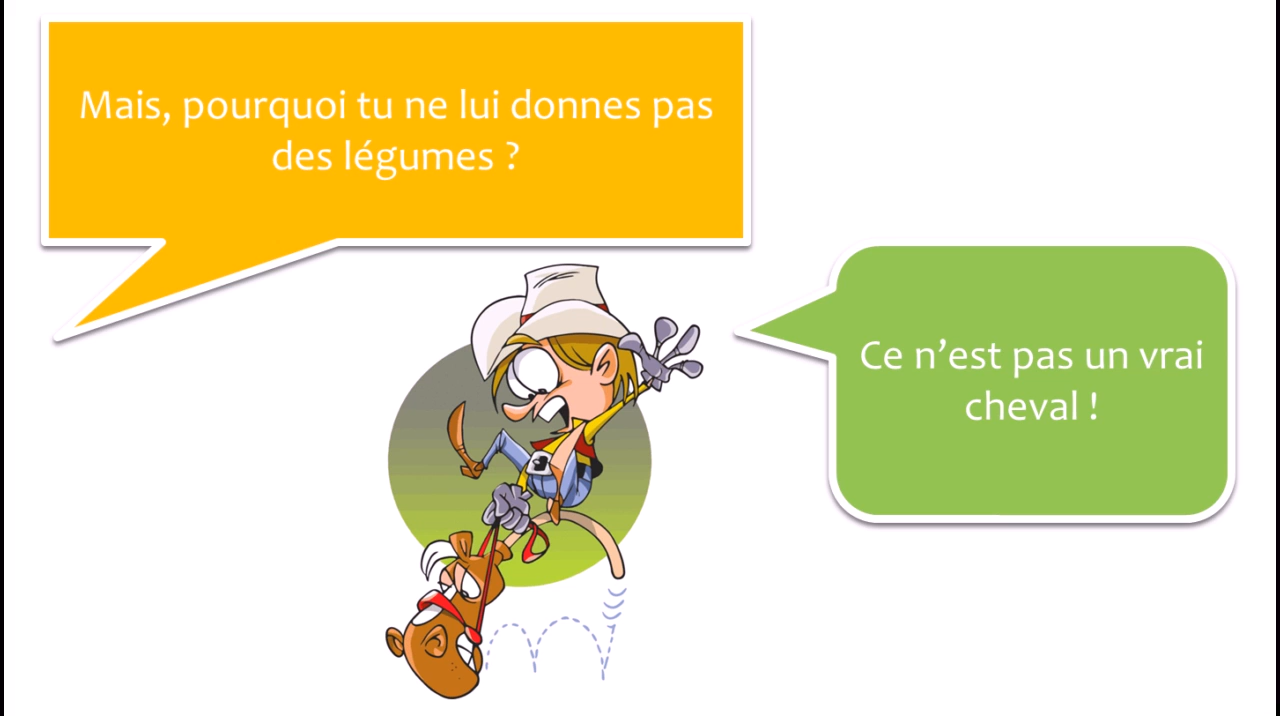 Mais, pourquoi tu ne lui donnes pas
des légumes ?
Ce n’est pas un vrai
cheval !